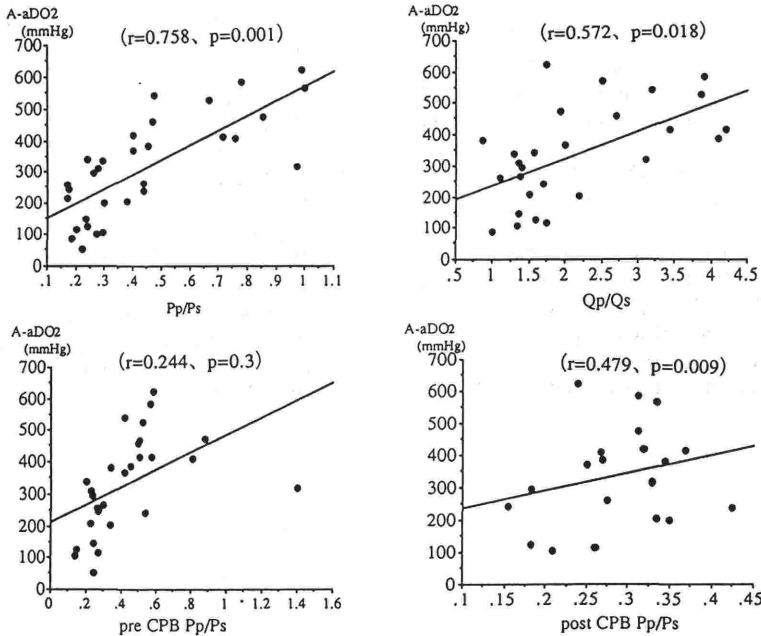 A-aDO2
(mmHg)
(r=0.758、p=0.001)
700
600
500
400
300
200
100
0
.1 .2 .3 .4 .5 .6 .7 .8 .9 1 1.1
Pp/Ps
A-aDO2
(mmHg)
(r=0.572、p=0.018)
700
600
500
400
300
200
100
0
.5 1 1.5 2 2.5 3 3.5 4 4.5
Qp/Qs
A-aDO2
(mmHg)
(r=0.244、p=0.3)
700
600
500
400
300
200
100
0
0 .2 .4 .6 .8 1 1.2 1.4 1.6
pre CPB Pp/Ps
A-aDO2
(mmHg)
(r=0.479、p=0.009)
700
600
500
400
300
200
100
0
.1 .15 .2 .25 .3 .35 .4 .45
post CPB Pp/Ps